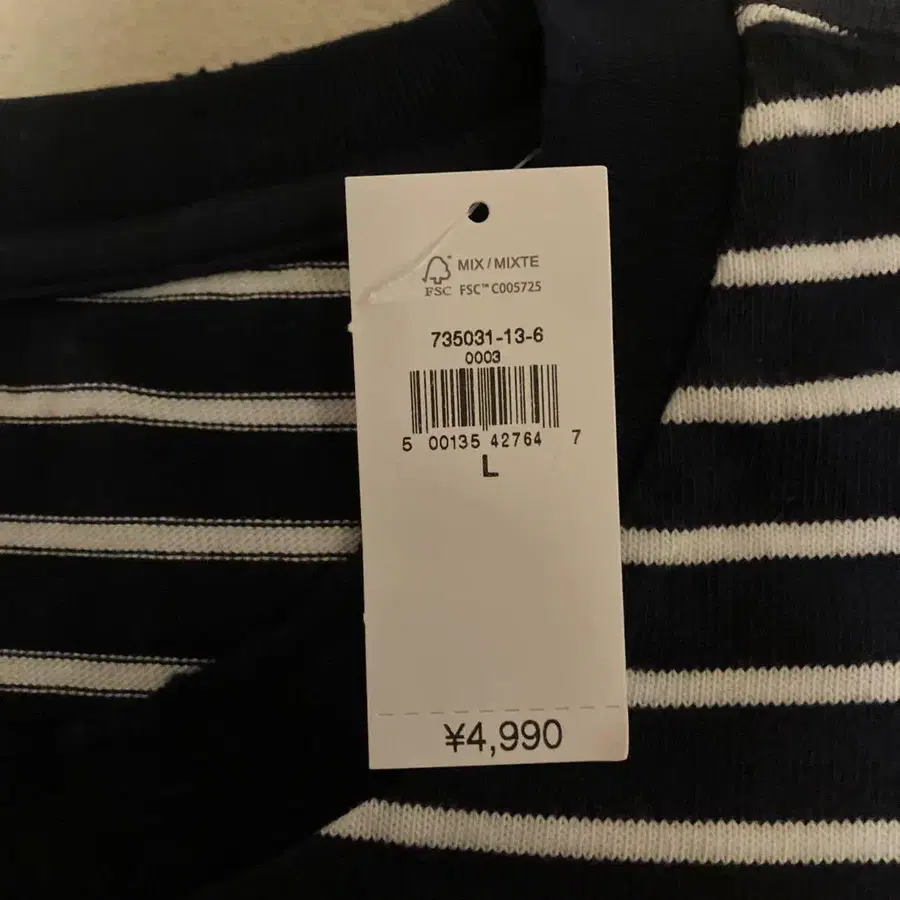 MIX / MIXTE
FSC FSC™ C005725
735031-13-6
0003
5 00135 42764 7
L
¥4,990